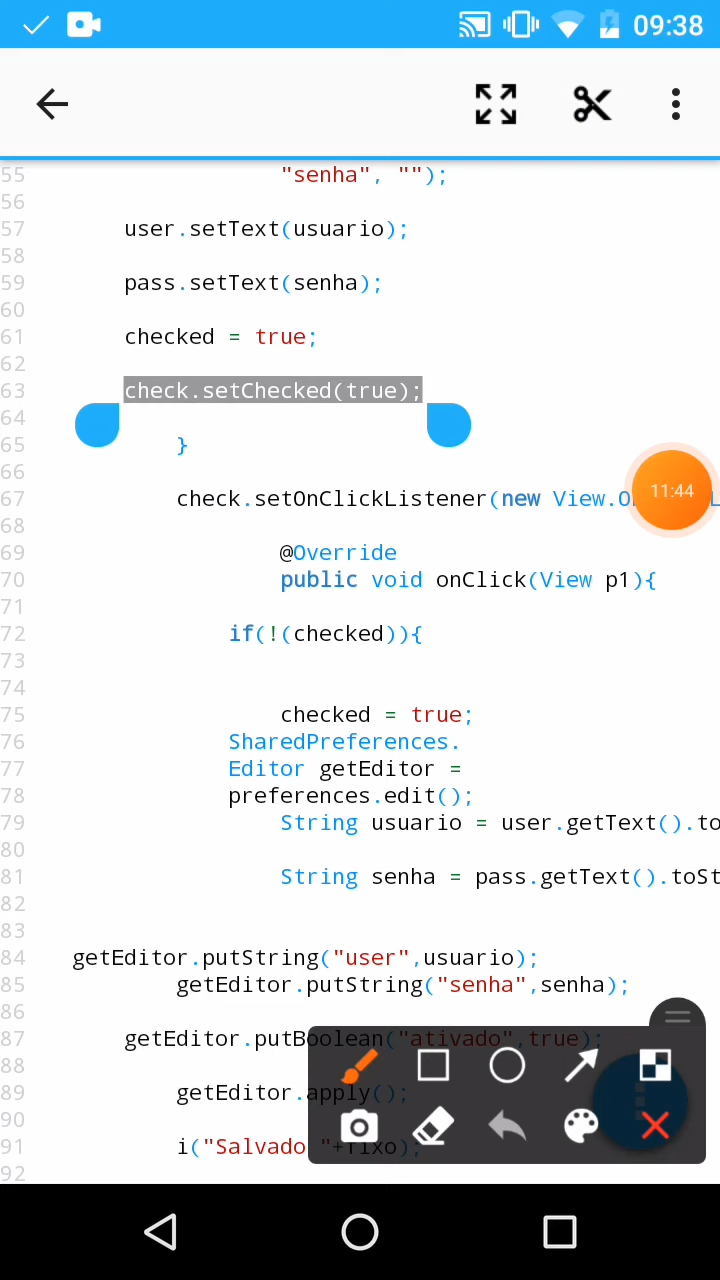 09:38
55 "senha", "");
56
57 user.setText(usuario);
58
59 pass.setText(senha);
60
61 checked = true;
62
63 check.setChecked(true);
64
65 }
66
67 check.setOnClickListener(new View.O
11:44
68
69 @Override
70 public void onClick(View p1){
71
72 if(!(checked)){
73
74
75 checked = true;
76 SharedPreferences.
77 Editor getEditor =
78 preferences.edit();
79 String usuario = user.getText().to
80
81 String senha = pass.getText().toSt
82
83
84 getEditor.putString("user",usuario);
85 getEditor.putString("senha",senha);
86
87 getEditor.putBoolean("ativado",true);
88
89 getEditor.apply();
90
91 i("Salvado "+fixo);
92